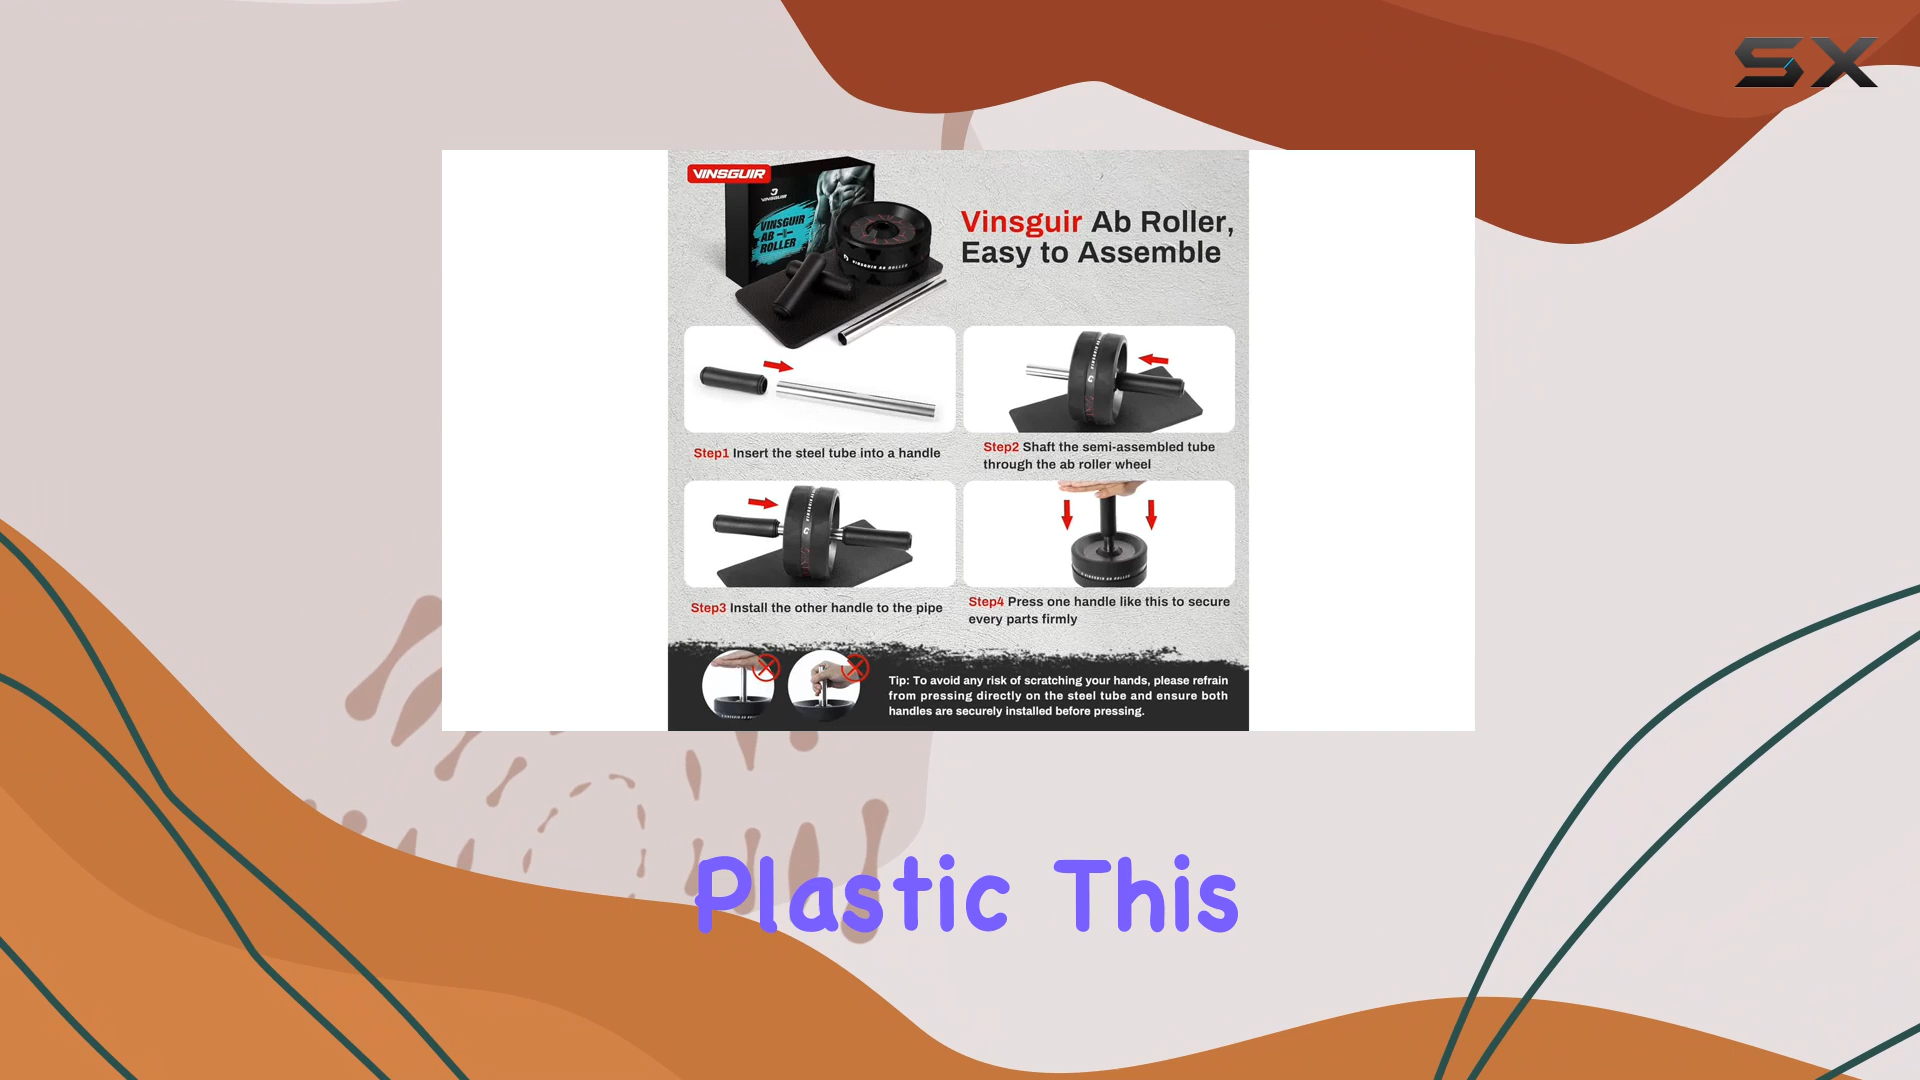 SX
VINSGUIR
VINSGUIR
VINSGUIR
AB
ROLLER
VINSGUIR AB ROLLER
Vinsguir Ab Roller,
Easy to Assemble
Step1 Insert the steel tube into a handle
Step2 Shaft the semi-assembled tube
through the ab roller wheel
Step3 Install the other handle to the pipe
Step4 Press one handle like this to secure
every parts firmly
Tip: To avoid any risk of scratching your hands, please refrain
from pressing directly on the steel tube and ensure both
handles are securely installed before pressing.
Plastic This